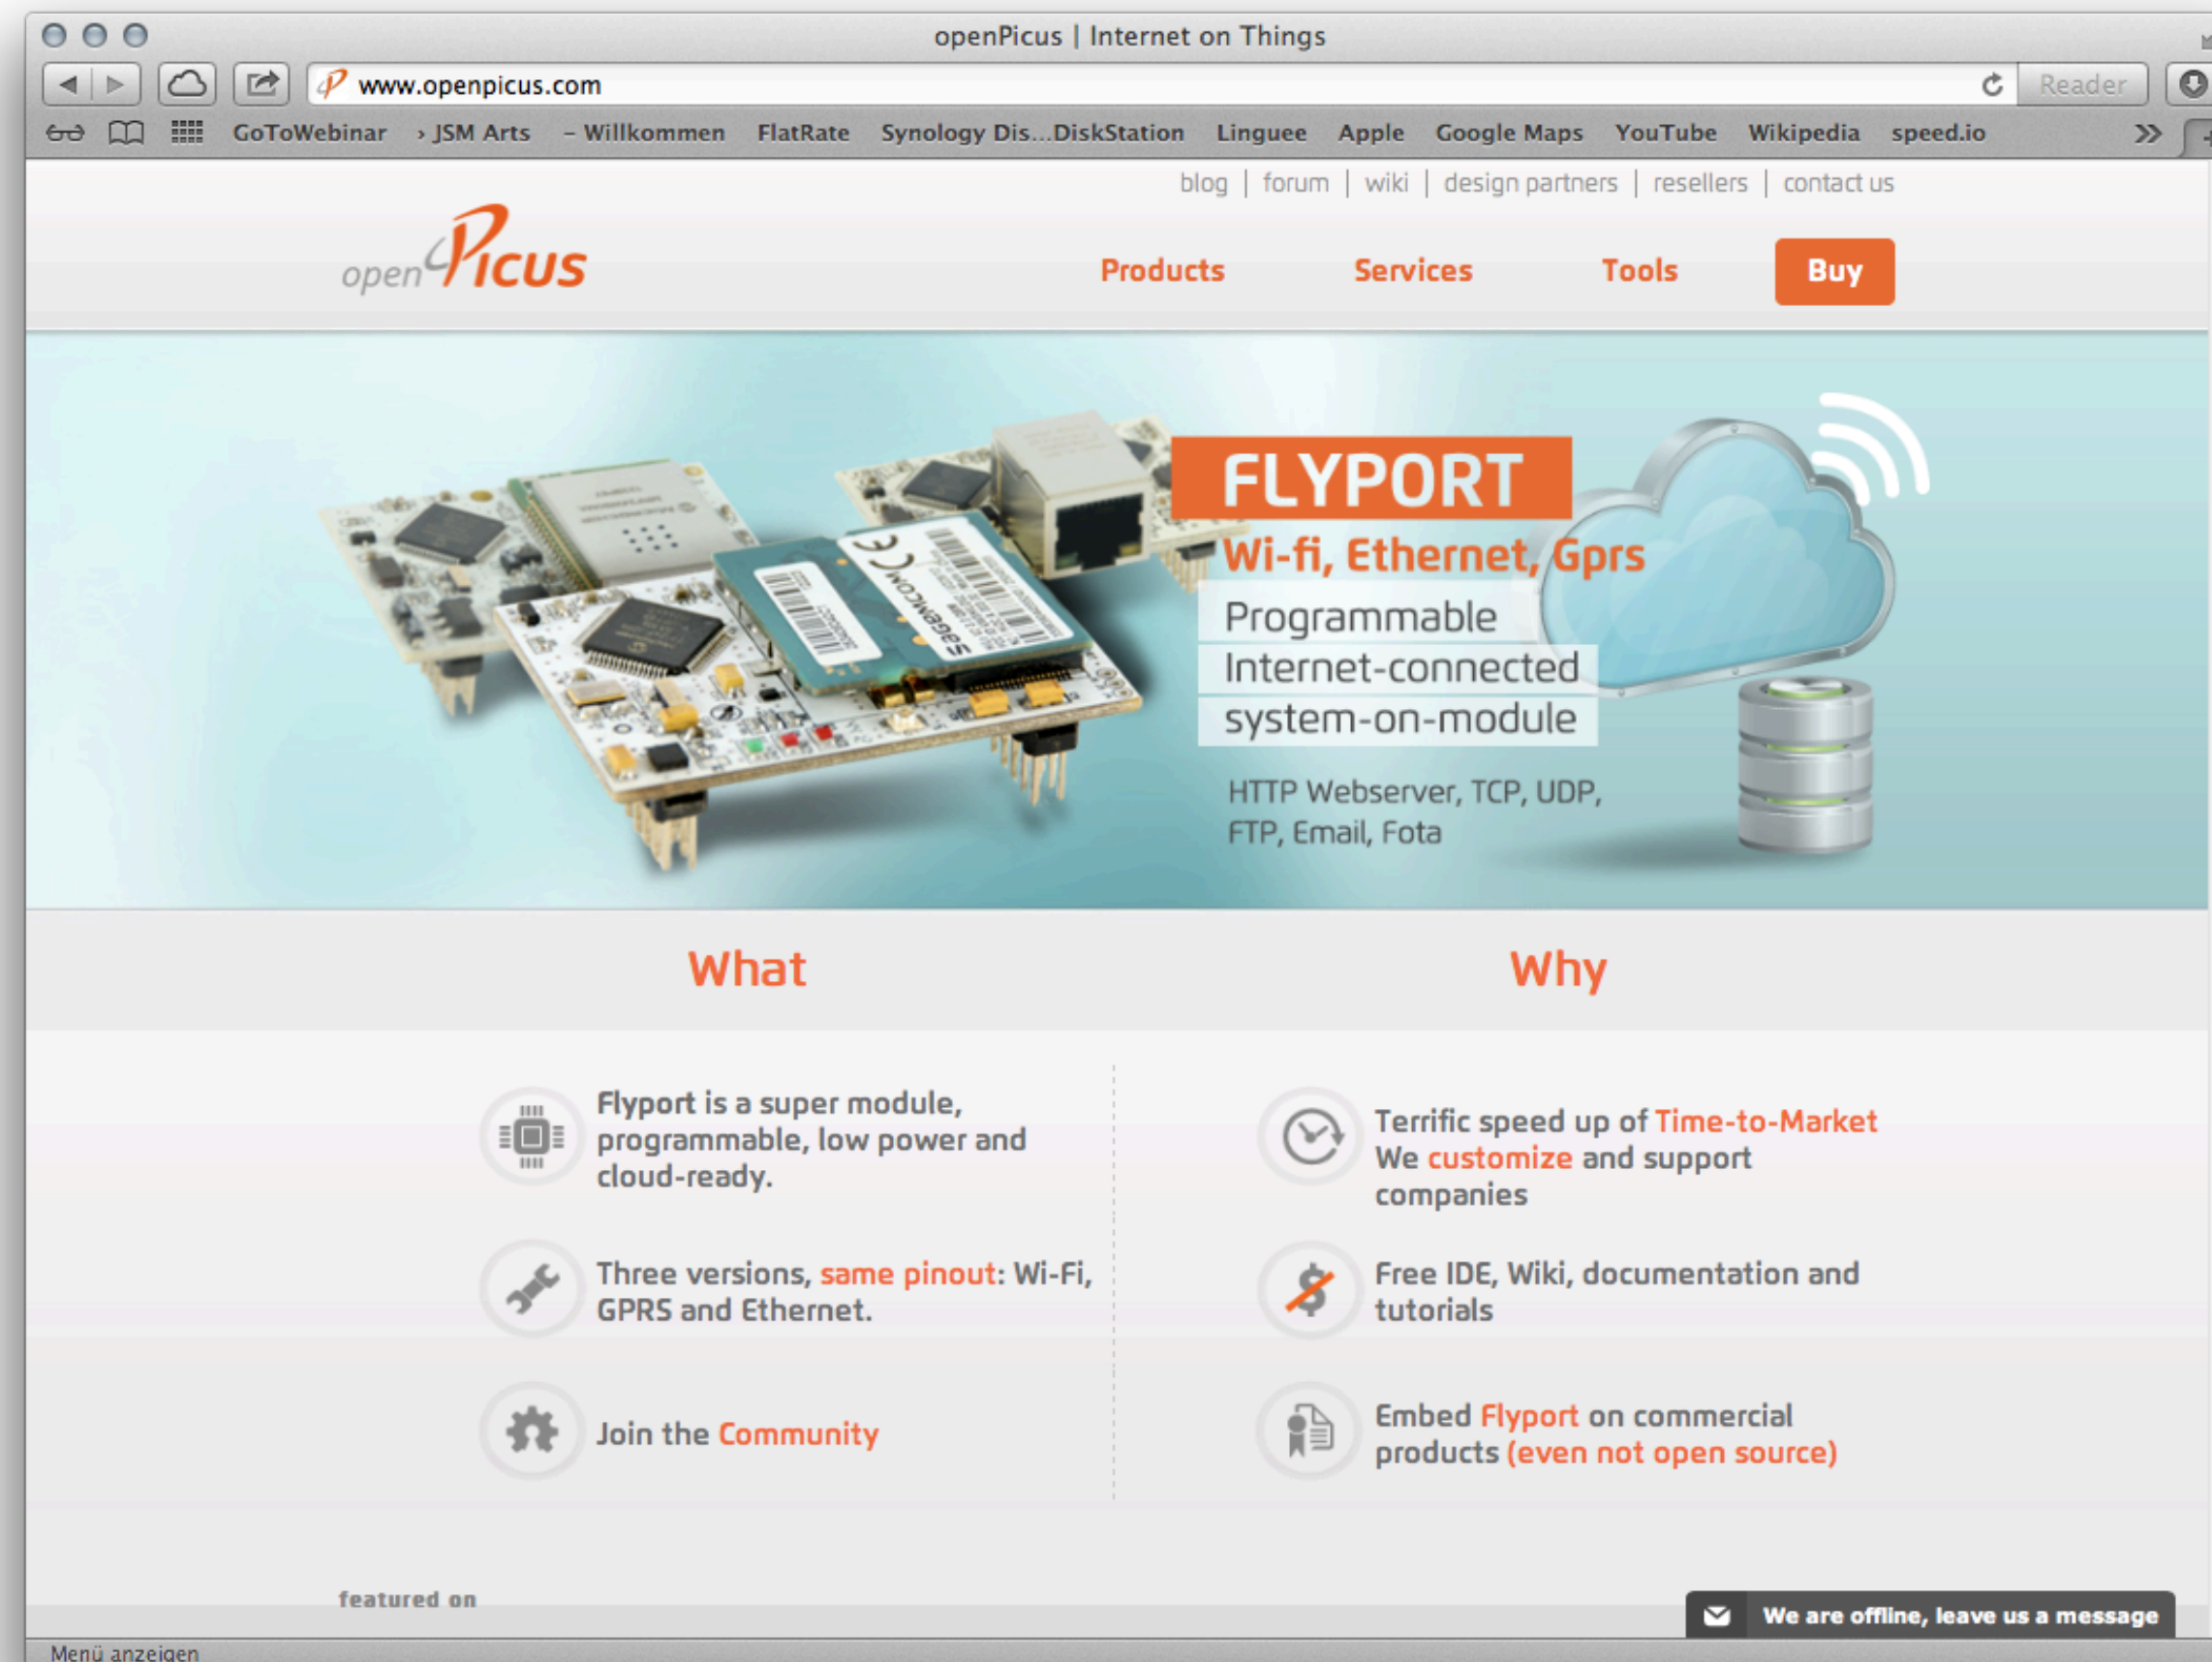 openPicus | Internet on Things
www.openpicus.com
Reader
GoToWebinar › JSM Arts – Willkommen FlatRate Synology Dis...DiskStation Linguee Apple Google Maps YouTube Wikipedia speed.io
blog | forum | wiki | design partners | resellers | contact us
openPicus
Products Services Tools Buy
FLYPORT
Wi-fi, Ethernet, Gprs
Programmable
Internet-connected
system-on-module
HTTP Webserver, TCP, UDP,
FTP, Email, Fota
SAGEMCOM
What
Why
Flyport is a super module,
programmable, low power and
cloud-ready.
Three versions, same pinout: Wi-Fi,
GPRS and Ethernet.
Join the Community
Terrific speed up of Time-to-Market
We customize and support
companies
Free IDE, Wiki, documentation and
tutorials
Embed Flyport on commercial
products (even not open source)
featured on
We are offline, leave us a message
Menü anzeigen